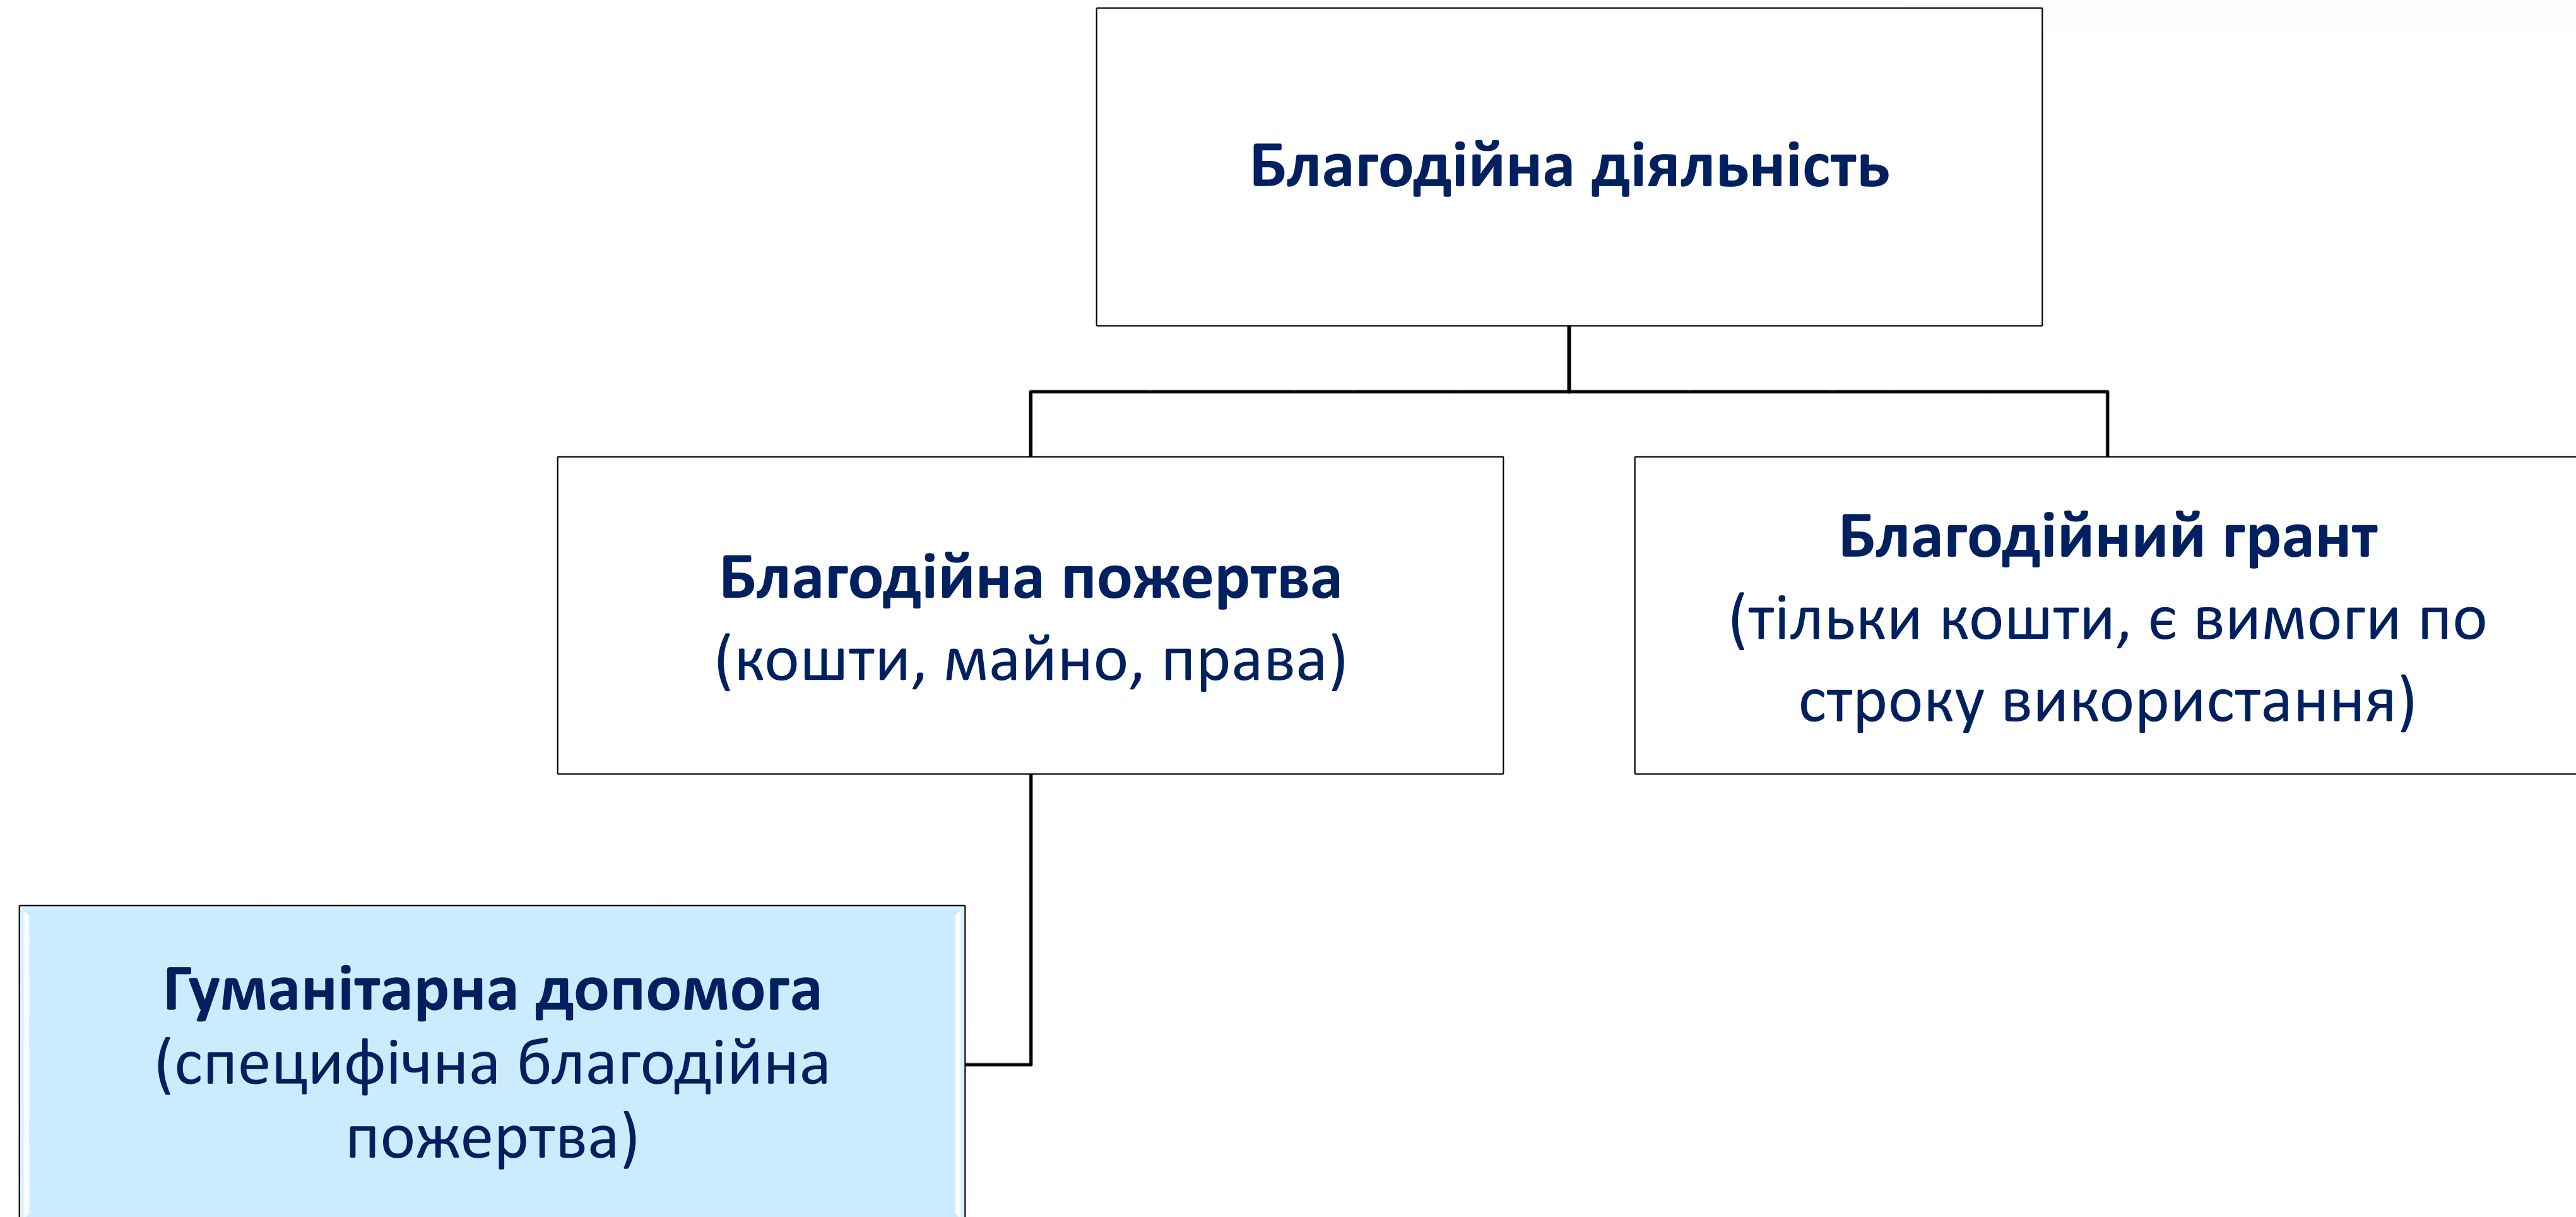 Благодійна діяльність
Благодійна пожертва
(кошти, майно, права)
Благодійний грант
(тільки кошти, є вимоги по
строку використання)
Гуманітарна допомога
(специфічна благодійна
пожертва)